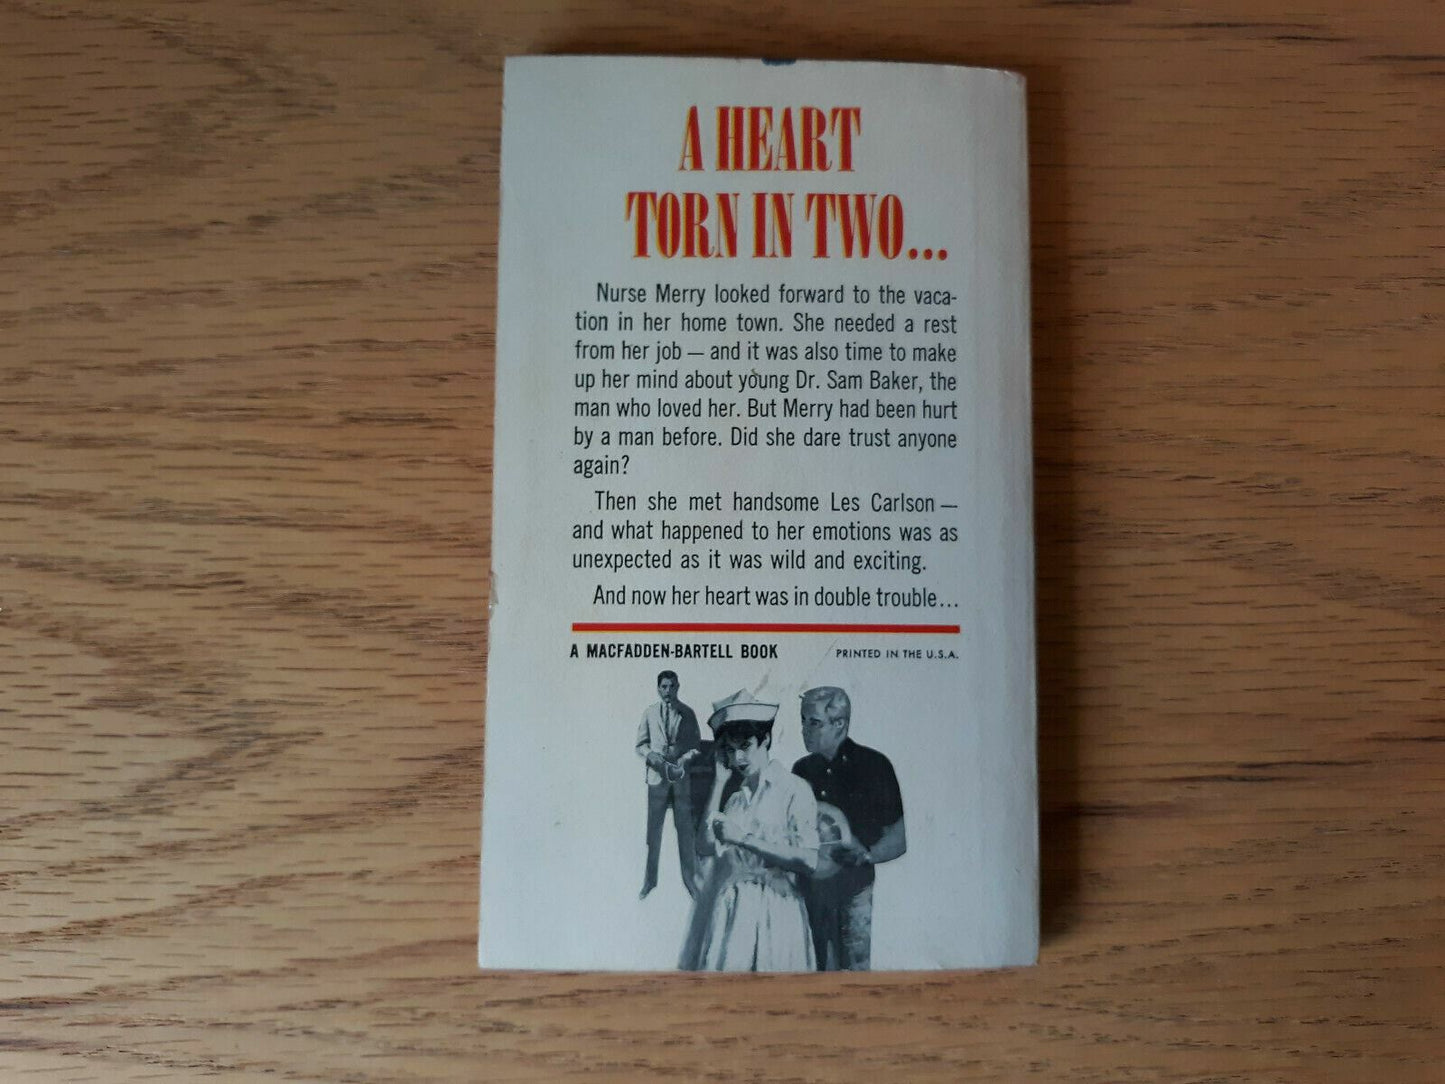 A HEART
TORN IN TWO...
Nurse Merry looked forward to the vaca-
tion in her home town. She needed a rest
from her job — and it was also time to make
up her mind about young Dr. Sam Baker, the
man who loved her. But Merry had been hurt
by a man before. Did she dare trust anyone
again?
Then she met handsome Les Carlson —
and what happened to her emotions was as
unexpected as it was wild and exciting.
And now her heart was in double trouble...
A MACFADDEN-BARTELL BOOK PRINTED IN THE U.S.A.